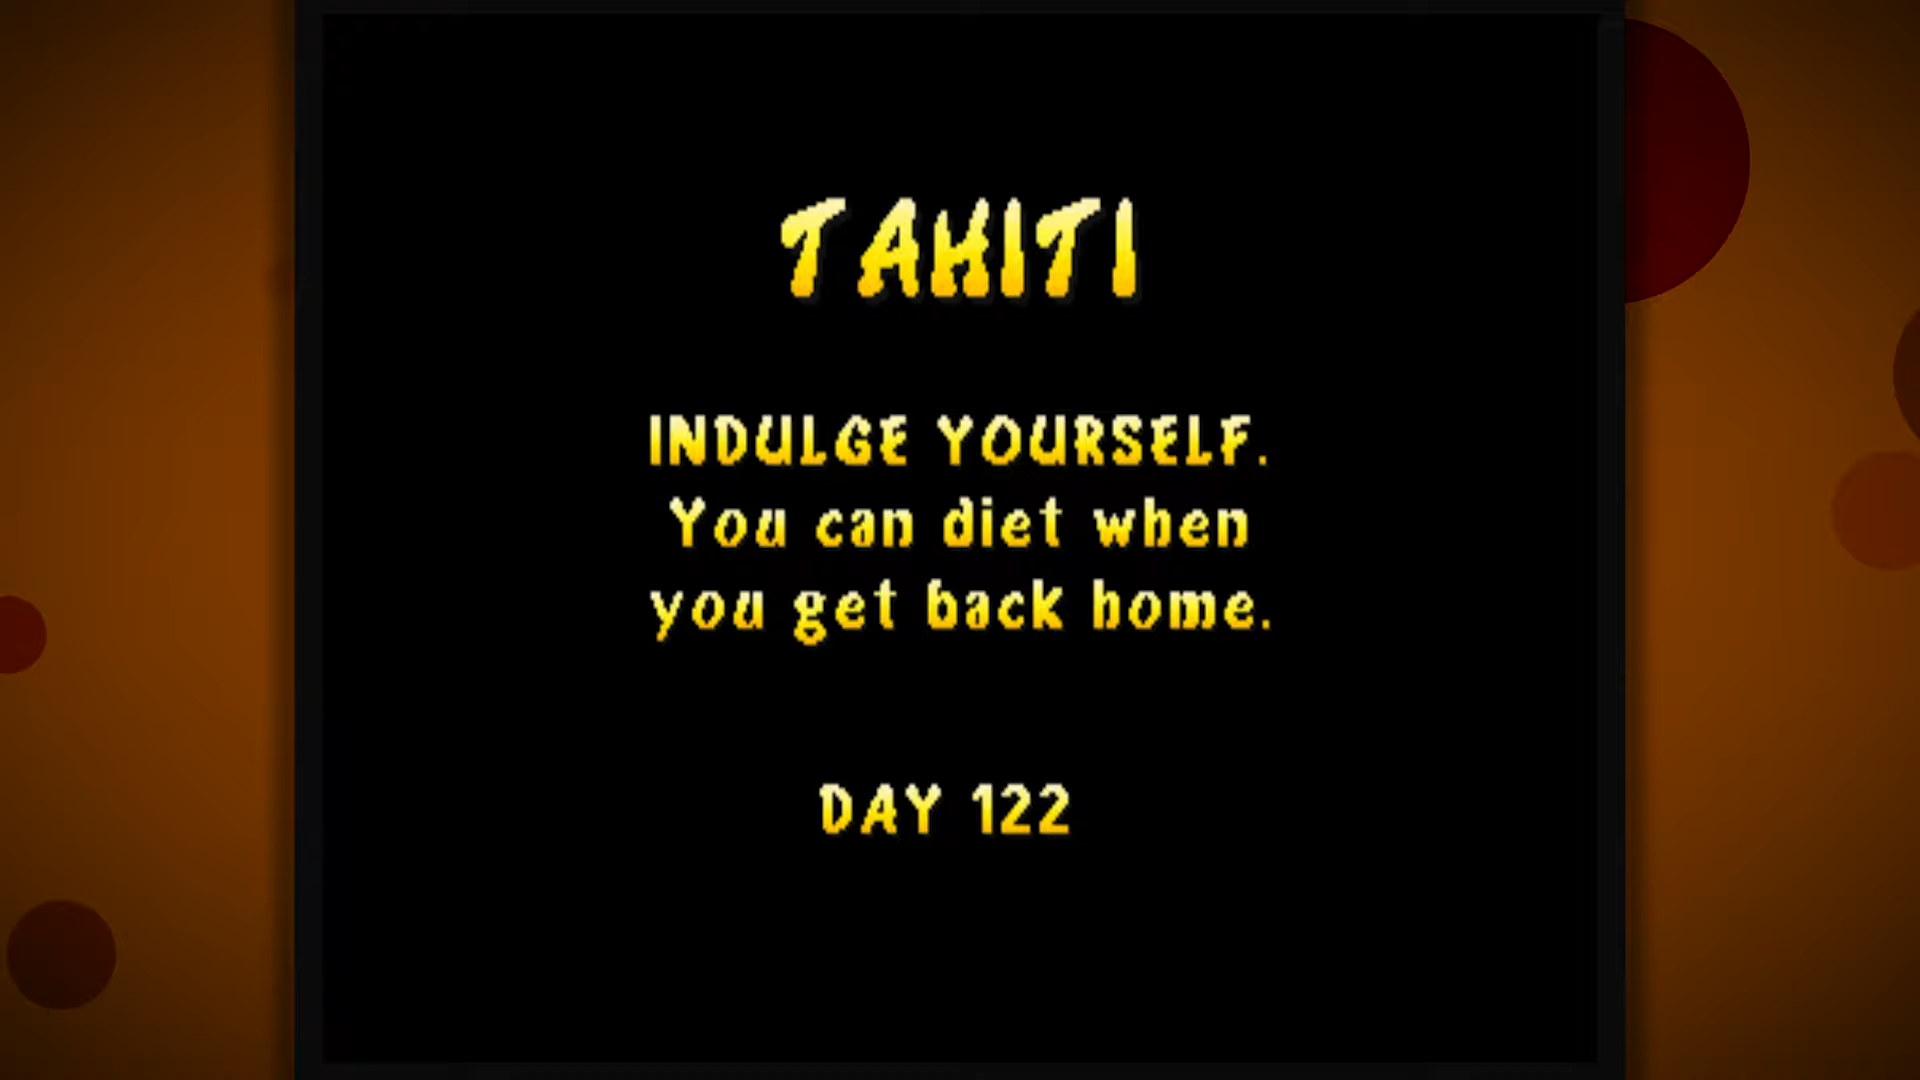 TAHITI
INDULGE YOURSELF.
You can diet when
you get back home.
DAY 122